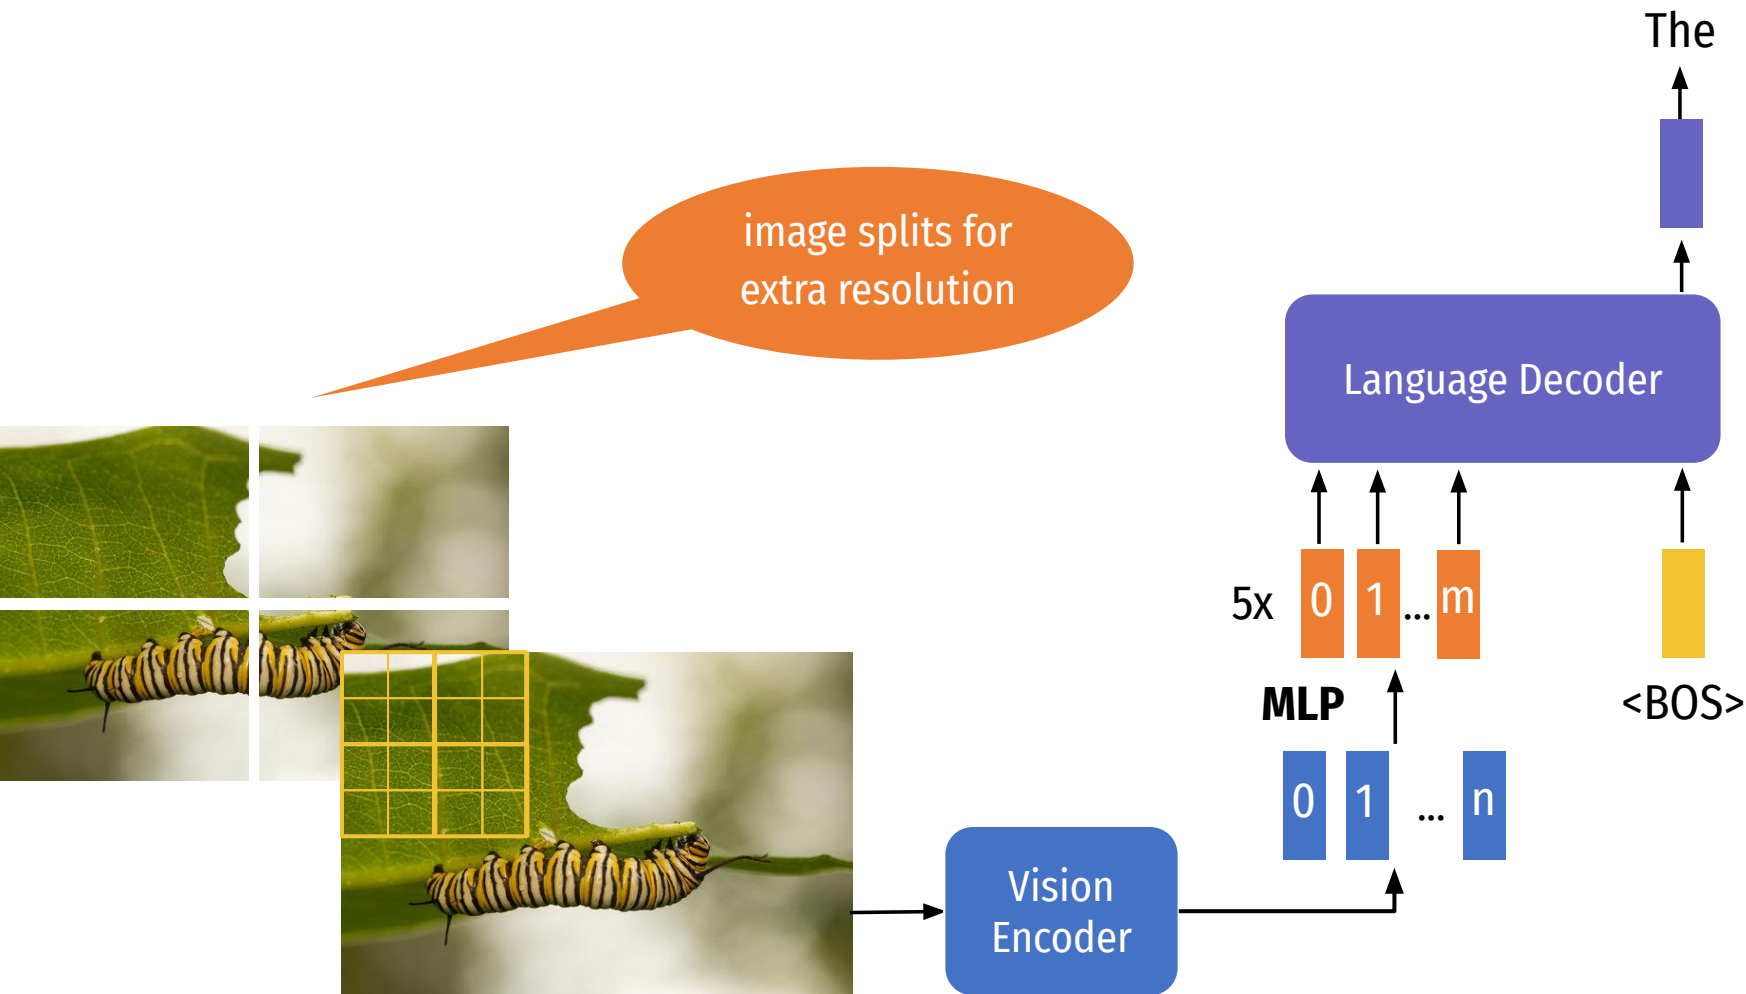 The
image splits for
extra resolution
Language Decoder
5x 0 1 ... m
MLP
<BOS>
0 1 ... n
Vision
Encoder